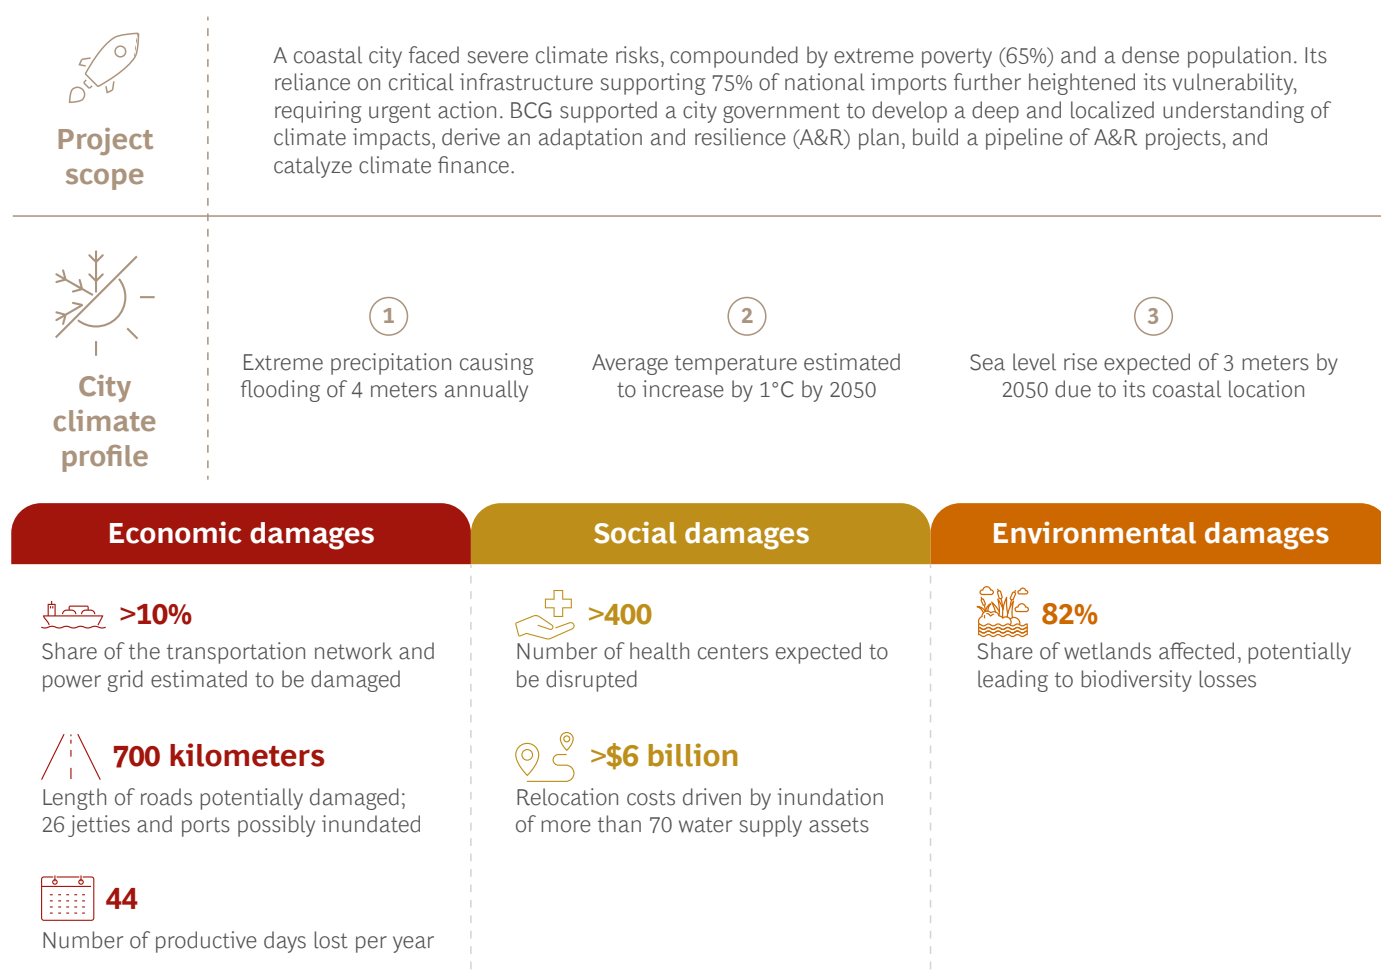 Project
scope
A coastal city faced severe climate risks, compounded by extreme poverty (65%) and a dense population. Its
reliance on critical infrastructure supporting 75% of national imports further heightened its vulnerability,
requiring urgent action. BCG supported a city government to develop a deep and localized understanding of
climate impacts, derive an adaptation and resilience (A&R) plan, build a pipeline of A&R projects, and
catalyze climate finance.
City
climate
profile
1
Extreme precipitation causing
flooding of 4 meters annually
2
Average temperature estimated
to increase by 1°C by 2050
3
Sea level rise expected of 3 meters by
2050 due to its coastal location
Economic damages
>10%
Share of the transportation network and
power grid estimated to be damaged
700 kilometers
Length of roads potentially damaged;
26 jetties and ports possibly inundated
44
Number of productive days lost per year
Social damages
>400
Number of health centers expected to
be disrupted
>$6 billion
Relocation costs driven by inundation
of more than 70 water supply assets
Environmental damages
82%
Share of wetlands affected, potentially
leading to biodiversity losses